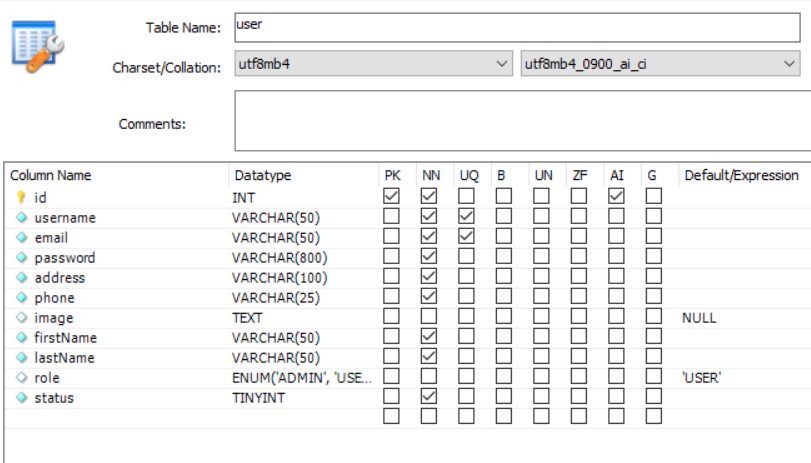 Table Name: user
Charset/Collation: utf8mb4 utf8mb4_0900_ai_ci
Comments:
Column Name Datatype PK NN UQ B UN ZF AI G Default/Expression
id INT
username VARCHAR(50)
email VARCHAR(50)
password VARCHAR(800)
address VARCHAR(100)
phone VARCHAR(25)
image TEXT NULL
firstName VARCHAR(50)
lastName VARCHAR(50)
role ENUM('ADMIN', 'USE... 'USER'
status TINYINT